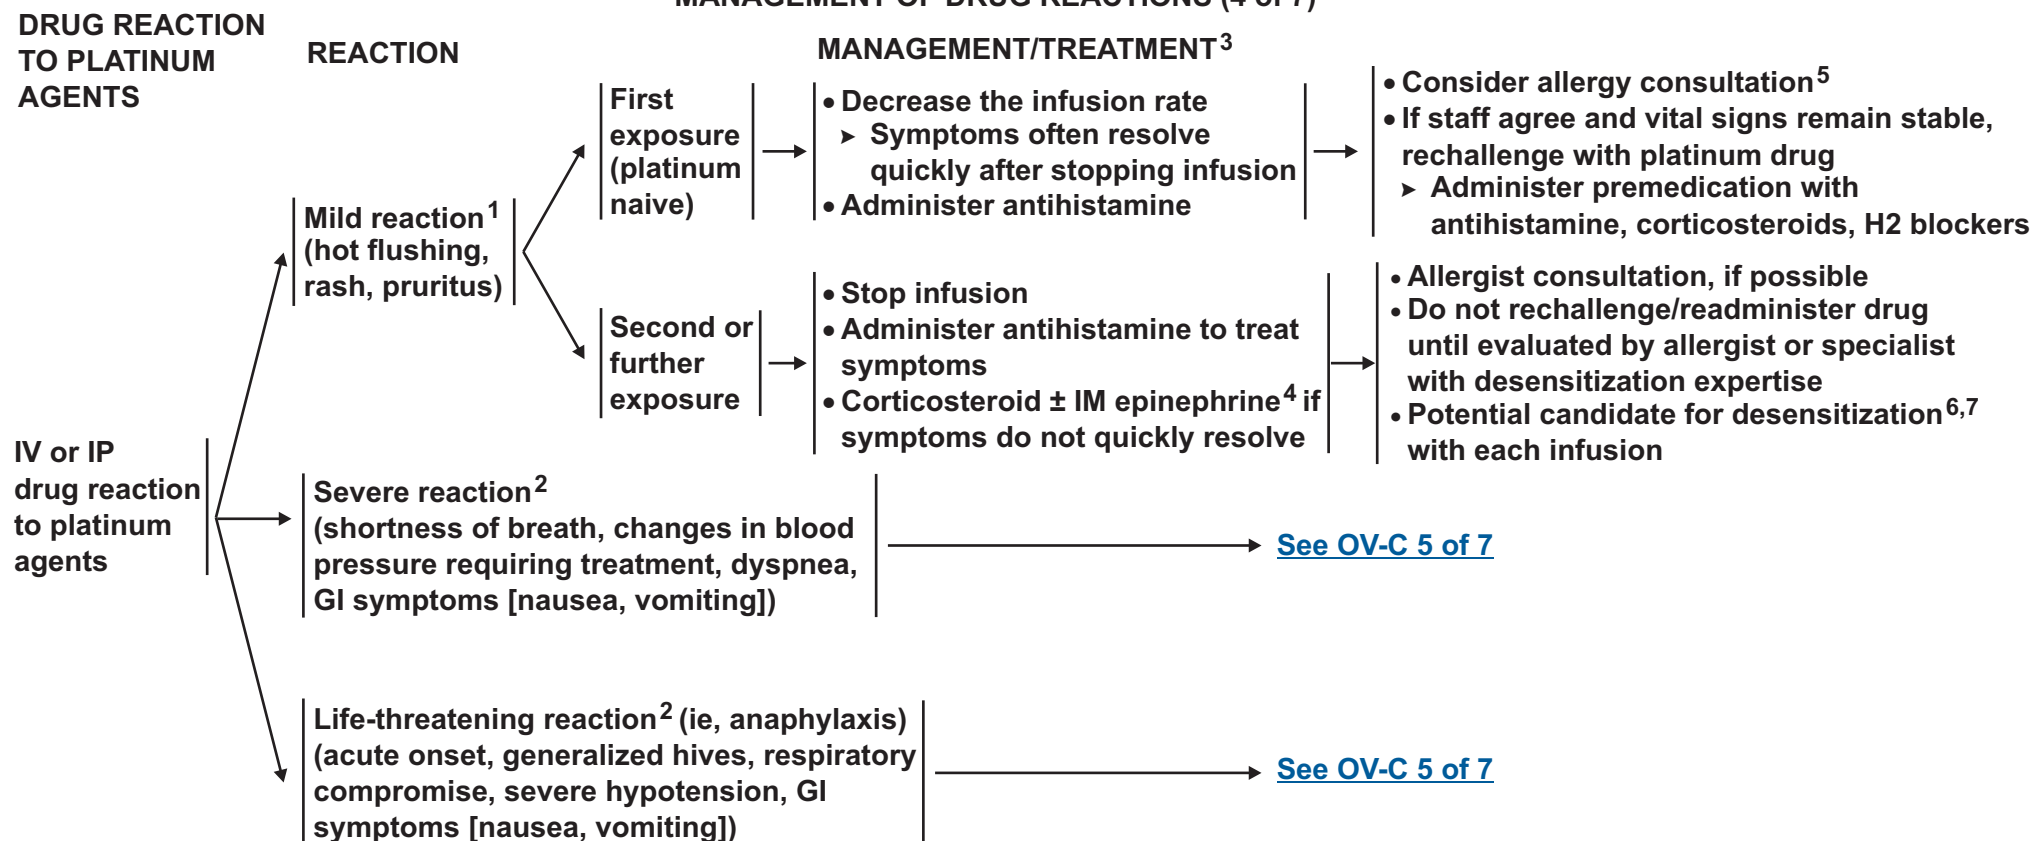 MANAGEMENT OF DRUG REACTIONS (4 of 7)
DRUG REACTION
TO PLATINUM
AGENTS
REACTION
MANAGEMENT/TREATMENT3
First
exposure
(platinum
naive)
• Decrease the infusion rate
➤ Symptoms often resolve
quickly after stopping infusion
• Administer antihistamine
• Consider allergy consultation5
• If staff agree and vital signs remain stable,
rechallenge with platinum drug
➤ Administer premedication with
antihistamine, corticosteroids, H2 blockers
Mild reaction1
(hot flushing,
rash, pruritus)
Second or
further
exposure
• Stop infusion
• Administer antihistamine to treat
symptoms
• Corticosteroid ± IM epinephrine4 if
symptoms do not quickly resolve
• Allergist consultation, if possible
• Do not rechallenge/readminister drug
until evaluated by allergist or specialist
with desensitization expertise
• Potential candidate for desensitization6,7
with each infusion
IV or IP
drug reaction
to platinum
agents
Severe reaction2
(shortness of breath, changes in blood
pressure requiring treatment, dyspnea,
GI symptoms [nausea, vomiting])
See OV-C 5 of 7
Life-threatening reaction2 (ie, anaphylaxis)
(acute onset, generalized hives, respiratory
compromise, severe hypotension, GI
symptoms [nausea, vomiting])
See OV-C 5 of 7